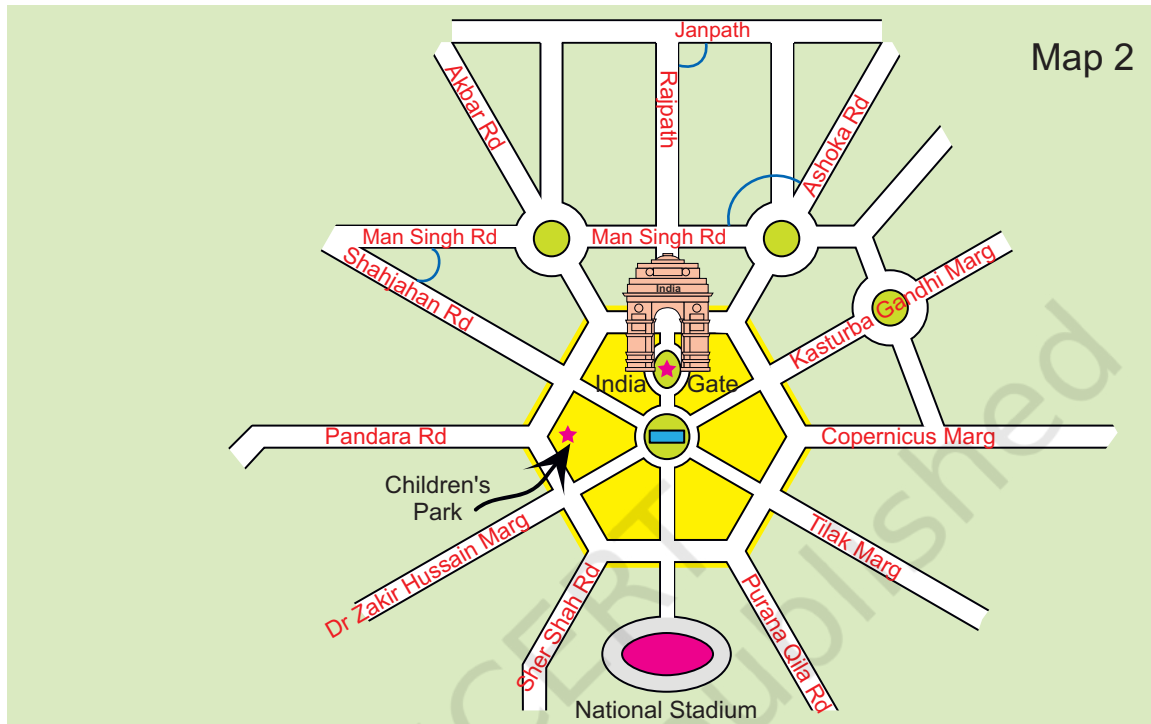 Janpath
Map 2
Akbar Rd
Rajpath
Ashoka Rd
Man Singh Rd
Man Singh Rd
Shahjahan Rd
India
Kasturba Gandhi Marg
India Gate
Pandara Rd
Copernicus Marg
Children's
Park
Dr Zakir Hussain Marg
Tilak Marg
Sher Shah Rd
Purana Qila Rd
National Stadium